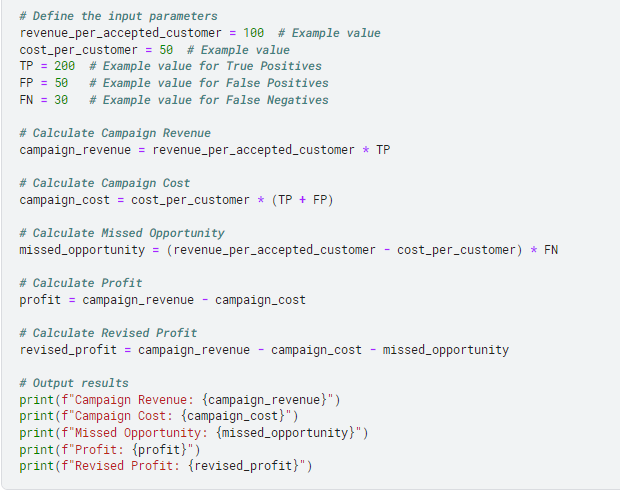 # Define the input parameters
revenue_per_accepted_customer = 100  # Example value
cost_per_customer = 50  # Example value
TP = 200  # Example value for True Positives
FP = 50   # Example value for False Positives
FN = 30   # Example value for False Negatives

# Calculate Campaign Revenue
campaign_revenue = revenue_per_accepted_customer * TP

# Calculate Campaign Cost
campaign_cost = cost_per_customer * (TP + FP)

# Calculate Missed Opportunity
missed_opportunity = (revenue_per_accepted_customer - cost_per_customer) * FN

# Calculate Profit
profit = campaign_revenue - campaign_cost

# Calculate Revised Profit
revised_profit = campaign_revenue - campaign_cost - missed_opportunity

# Output results
print(f"Campaign Revenue: {campaign_revenue}")
print(f"Campaign Cost: {campaign_cost}")
print(f"Missed Opportunity: {missed_opportunity}")
print(f"Profit: {profit}")
print(f"Revised Profit: {revised_profit}")